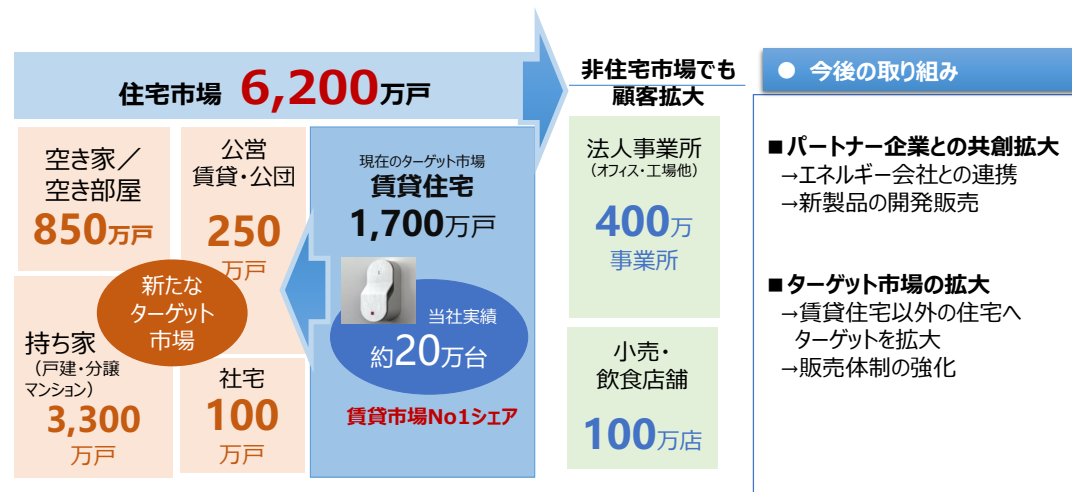 住宅市場 6,200万戸
空き家／
空き部屋
850万戸
公営
賃貸・公団
250
万戸
持ち家
（戸建・分譲
マンション）
3,300
万戸
社宅
100
万戸
新たな
ターゲット
市場
現在のターゲット市場
賃貸住宅
1,700万戸
当社実績
約20万台
賃貸市場No1シェア
非住宅市場でも
顧客拡大
法人事業所
（オフィス・工場他）
400万
事業所
小売・
飲食店舗
100万店
● 今後の取り組み
■パートナー企業との共創拡大
→エネルギー会社との連携
→新製品の開発販売
■ターゲット市場の拡大
→賃貸住宅以外の住宅へ
ターゲットを拡大
→販売体制の強化